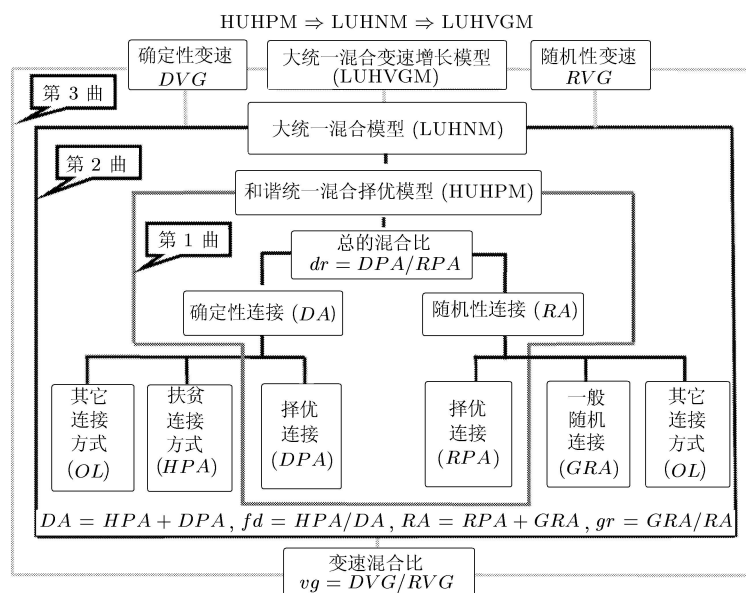 HUHPM ⇒ LUHNM ⇒ LUHVGM
确定性变速
DVG
大统一混合变速增长模型
(LUHVGM)
随机性变速
RVG
第 3 曲
大统一混合模型 (LUHNM)
第 2 曲
和谐统一混合择优模型 (HUHPM)
第 1 曲
总的混合比
dr = DPA/RPA
确定性连接 (DA)
随机性连接 (RA)
其它
连接
方式
(OL)
扶贫
连接
方式
(HPA)
择优
连接
(DPA)
择优
连接
(RPA)
一般
随机
连接
(GRA)
其它
连接
方式
(OL)
DA = HPA + DPA, fd = HPA/DA, RA = RPA + GRA, gr = GRA/RA
变速混合比
vg = DVG/RVG